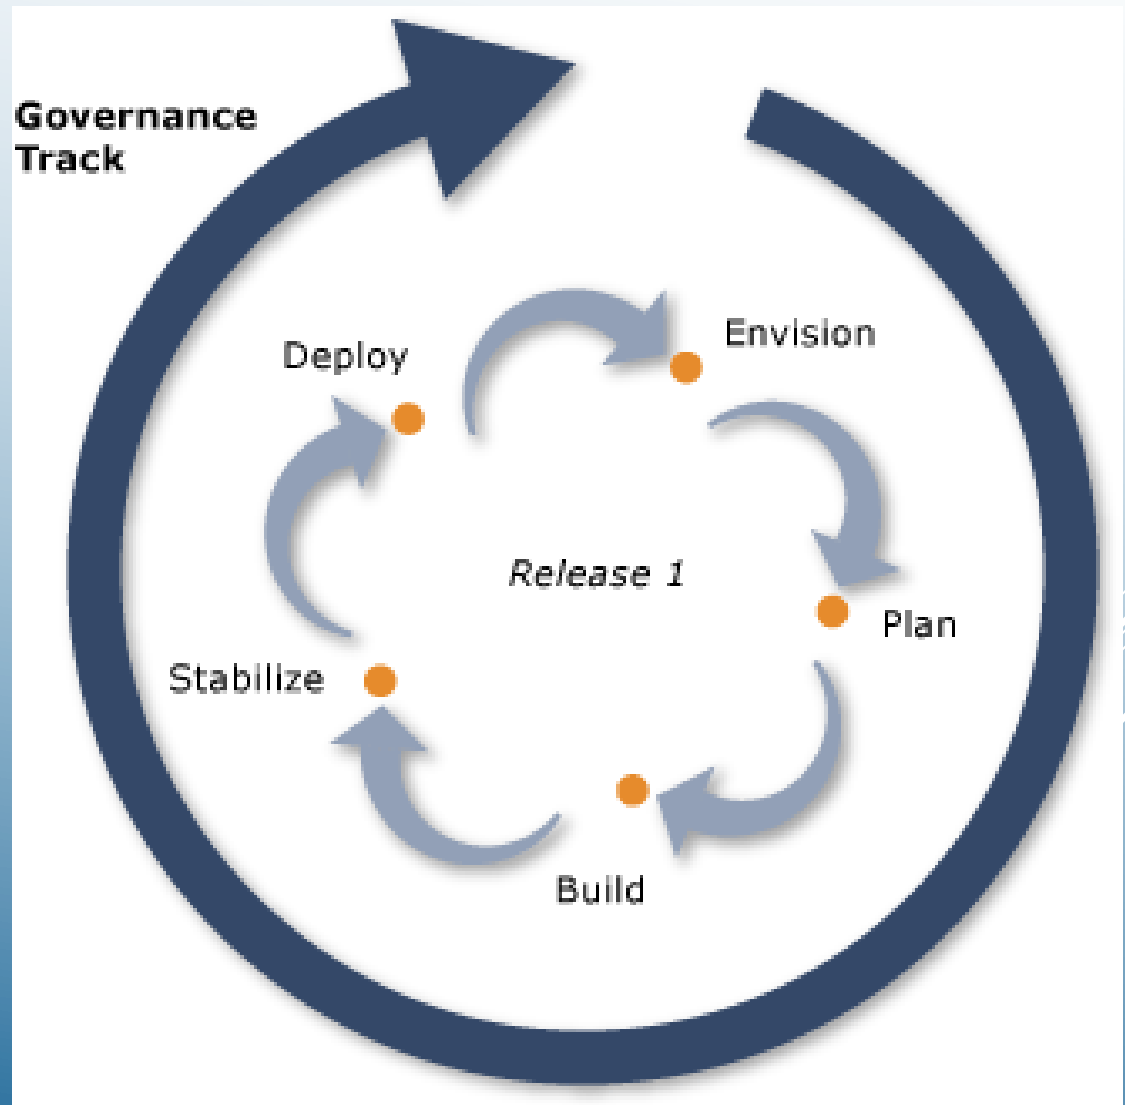 Governance
Track
Envision
Deploy
Release 1
Plan
Stabilize
Build